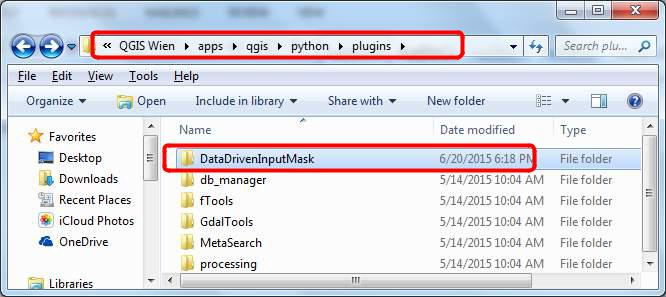 « QGIS Wien ▸ apps ▸ qgis ▸ python ▸ plugins ▸
File Edit View Tools Help
Organize Open Include in library Share with New folder
Name Date modified Type
Favorites
Desktop
Downloads
Recent Places
iCloud Photos
OneDrive
Libraries
DataDrivenInputMask 6/20/2015 6:18 PM File folder
db_manager 5/14/2015 10:04 AM File folder
fTools 5/14/2015 10:04 AM File folder
GdalTools 5/14/2015 10:04 AM File folder
MetaSearch 5/14/2015 10:04 AM File folder
processing 5/14/2015 10:04 AM File folder